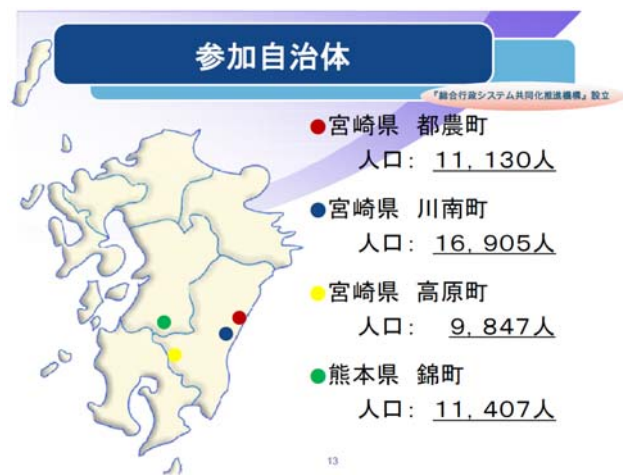 参加自治体
『総合行政システム共同化推進機構』設立
●宮崎県 都農町
人口： 11，130人
●宮崎県 川南町
人口： 16，905人
●宮崎県 高原町
人口： 9，847人
●熊本県 錦町
人口： 11，407人
13